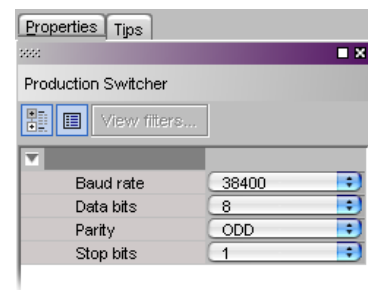 Properties Tips
Production Switcher
View filters...
Baud rate 38400
Data bits 8
Parity ODD
Stop bits 1